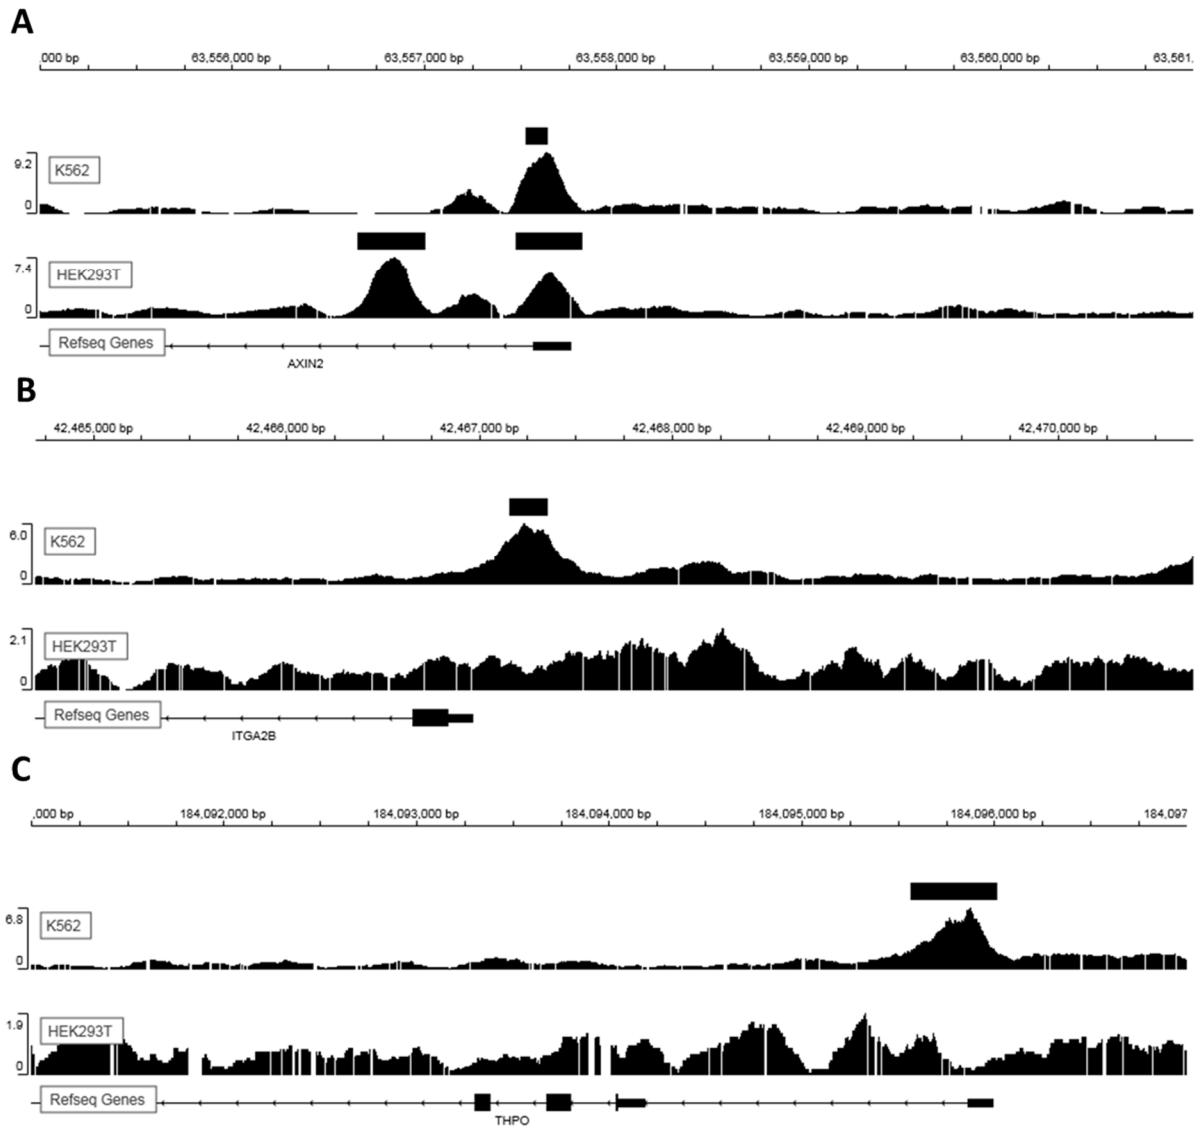 A
,000 bp 63,556,000 bp 63,557,000 bp 63,558,000 bp 63,559,000 bp 63,560,000 bp 63,561,
9.2
K562
0
7.4
HEK293T
0
Refseq Genes
AXIN2
B
42,465,000 bp 42,466,000 bp 42,467,000 bp 42,468,000 bp 42,469,000 bp 42,470,000 bp
6.0
K562
0
2.1
HEK293T
0
Refseq Genes
ITGA2B
C
,000 bp 184,092,000 bp 184,093,000 bp 184,094,000 bp 184,095,000 bp 184,096,000 bp 184,097
6.8
K562
0
1.9
HEK293T
0
Refseq Genes
THPO